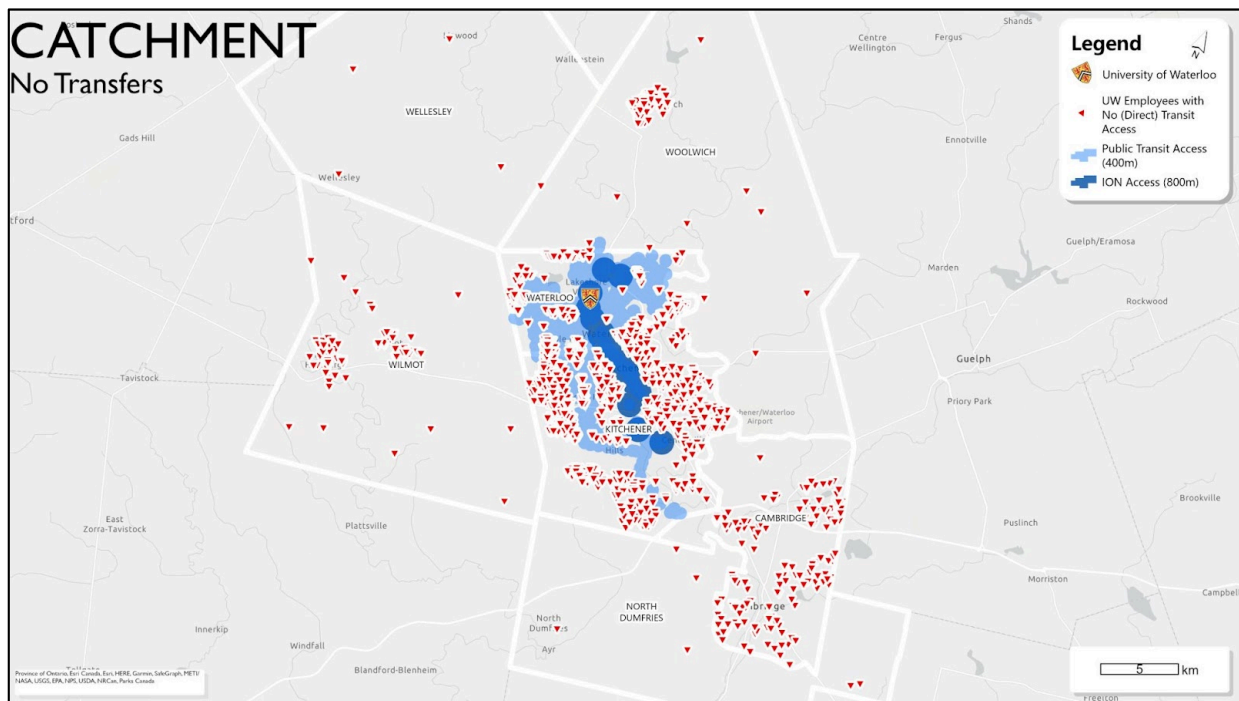 CATCHMENT
No Transfers
Legend
N
University of Waterloo
UW Employees with
No (Direct) Transit
Access
Public Transit Access
(400m)
ION Access (800m)
Shands
Centre
Wellington
Fergus
WELLESLEY
Gads Hill
WOOLWICH
Ennotville
Guelph/Eramosa
Marden
Rockwood
WATERLOO
Guelph
WILMOT
Tavistock
Priory Park
Airport
KITCHENER
Hills
Brookville
East
Zorra-Tavistock
Plattsville
CAMBRIDGE
Puslinch
Morriston
NORTH
DUMFRIES
North
Dumfries
Ayr
Innerkip
Windfall
Blandford-Blenheim
Freelton
Province of Ontario, Esri Canada, Esri, HERE, Garmin, SafeGraph, METI/
NASA, USGS, EPA, NPS, USDA, NRCan, Parks Canada
5 km